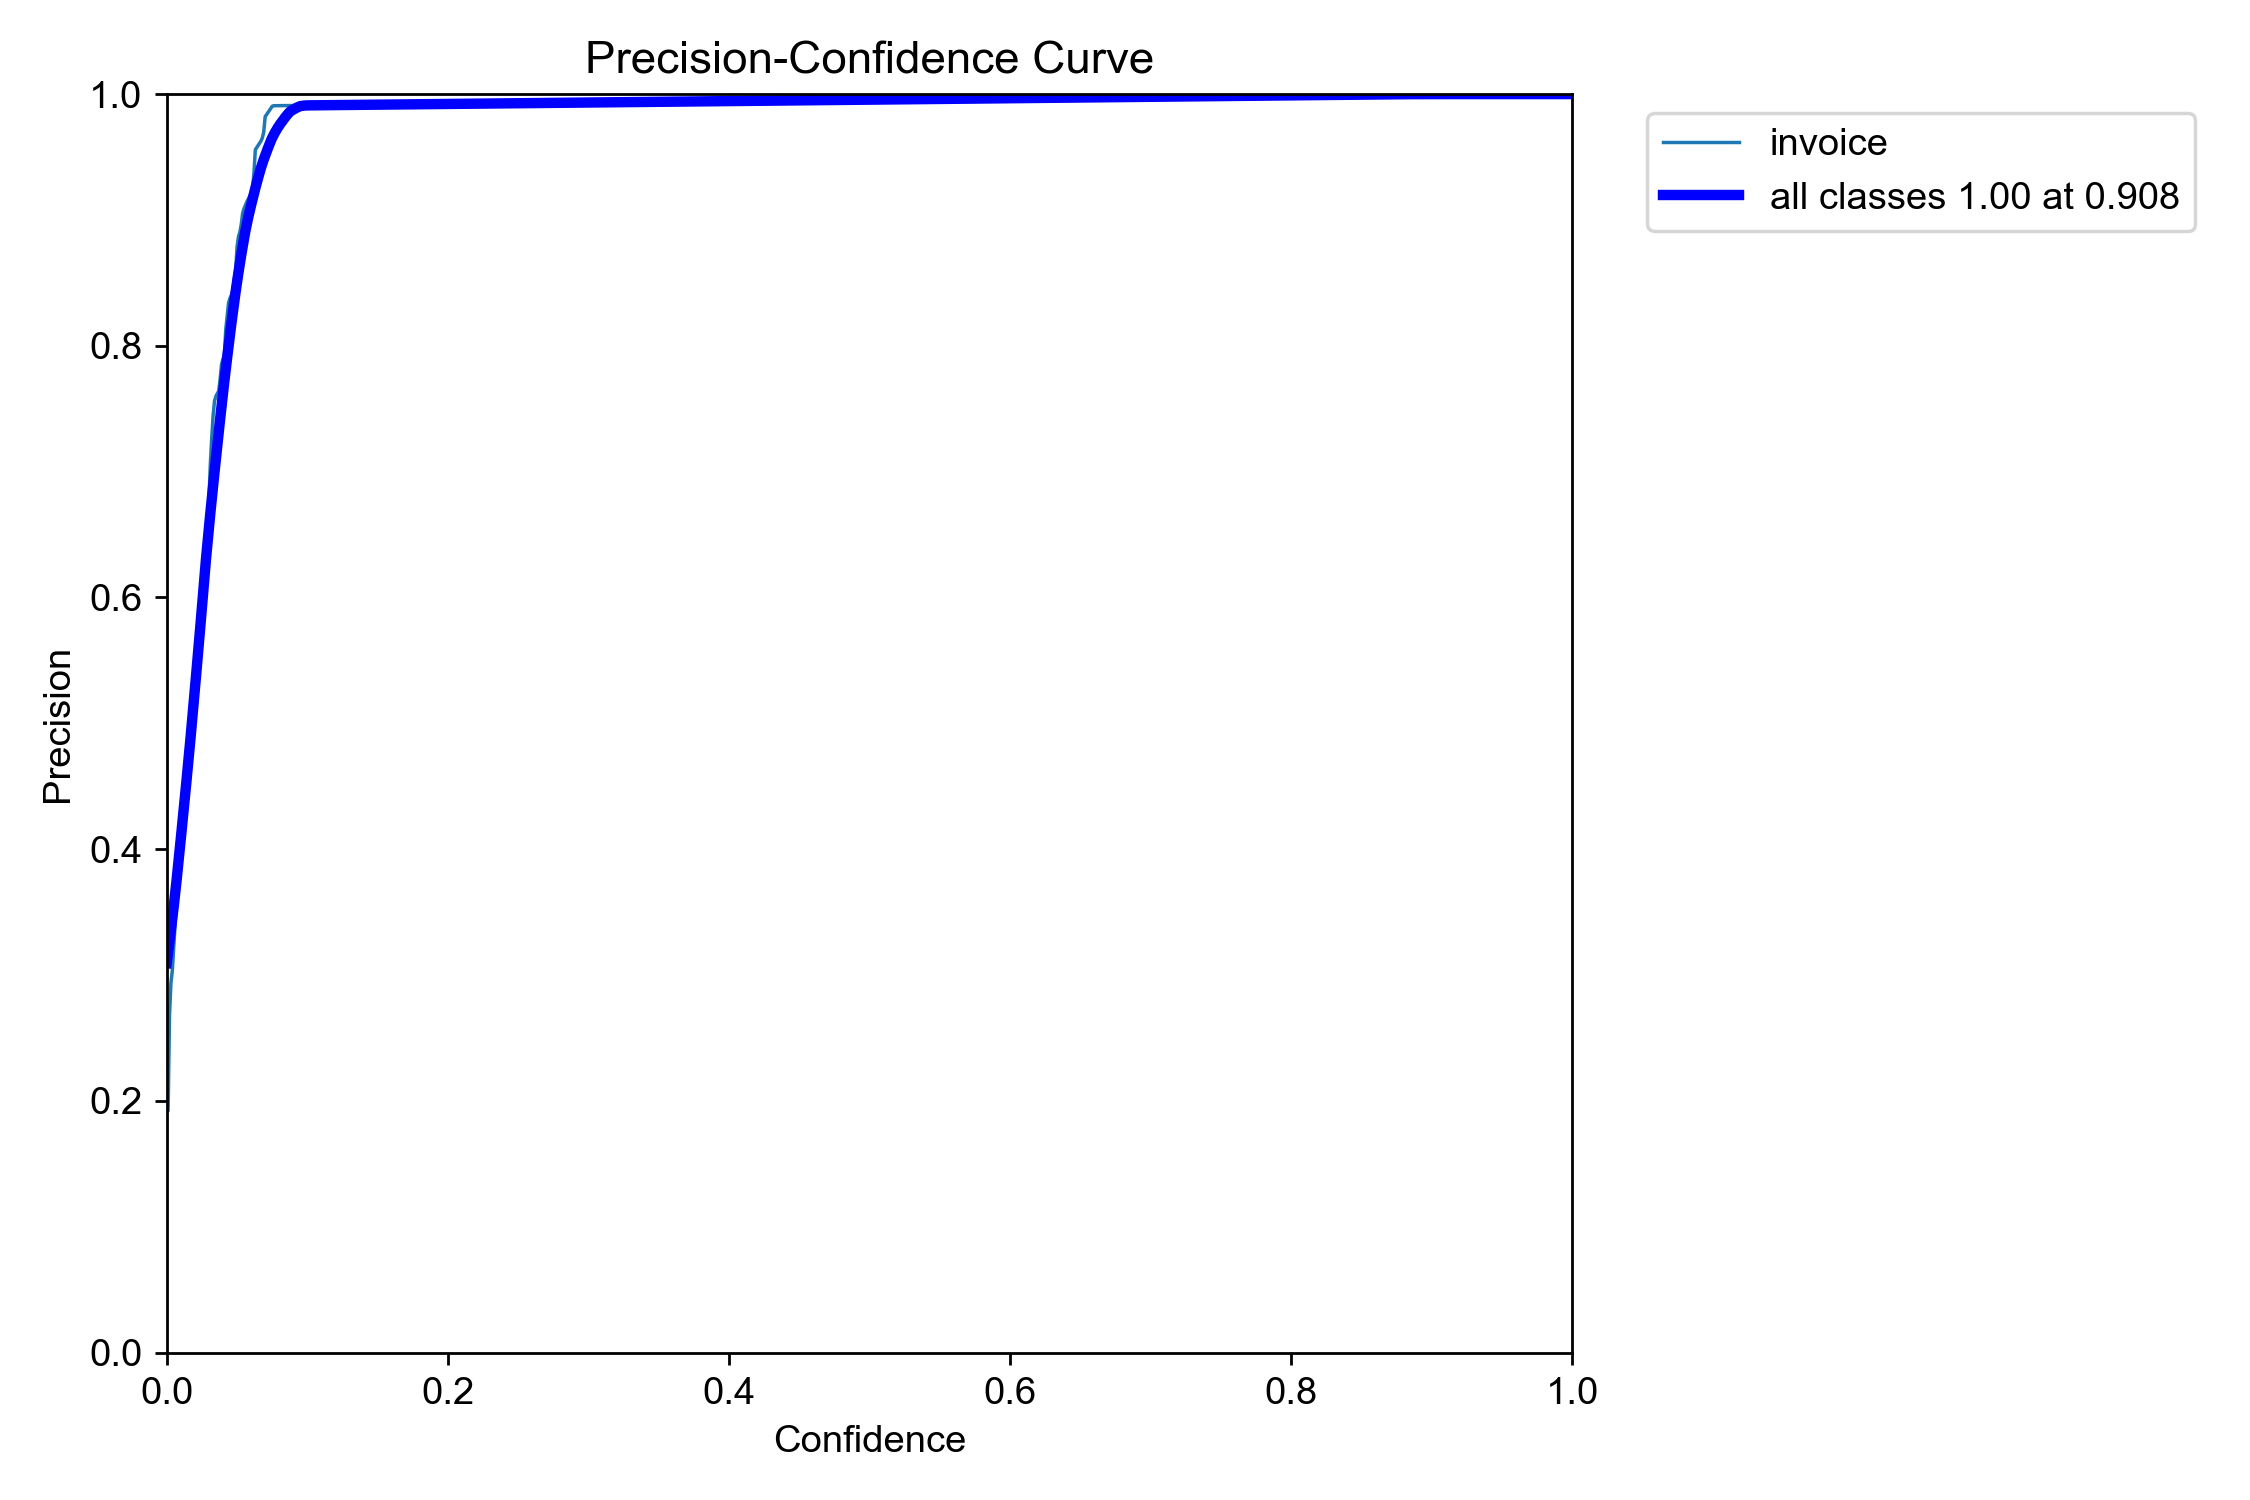 Precision-Confidence Curve
1.0
0.8
0.6
0.4
0.2
0.0
Precision
0.0 0.2 0.4 0.6 0.8 1.0
Confidence
invoice
all classes 1.00 at 0.908